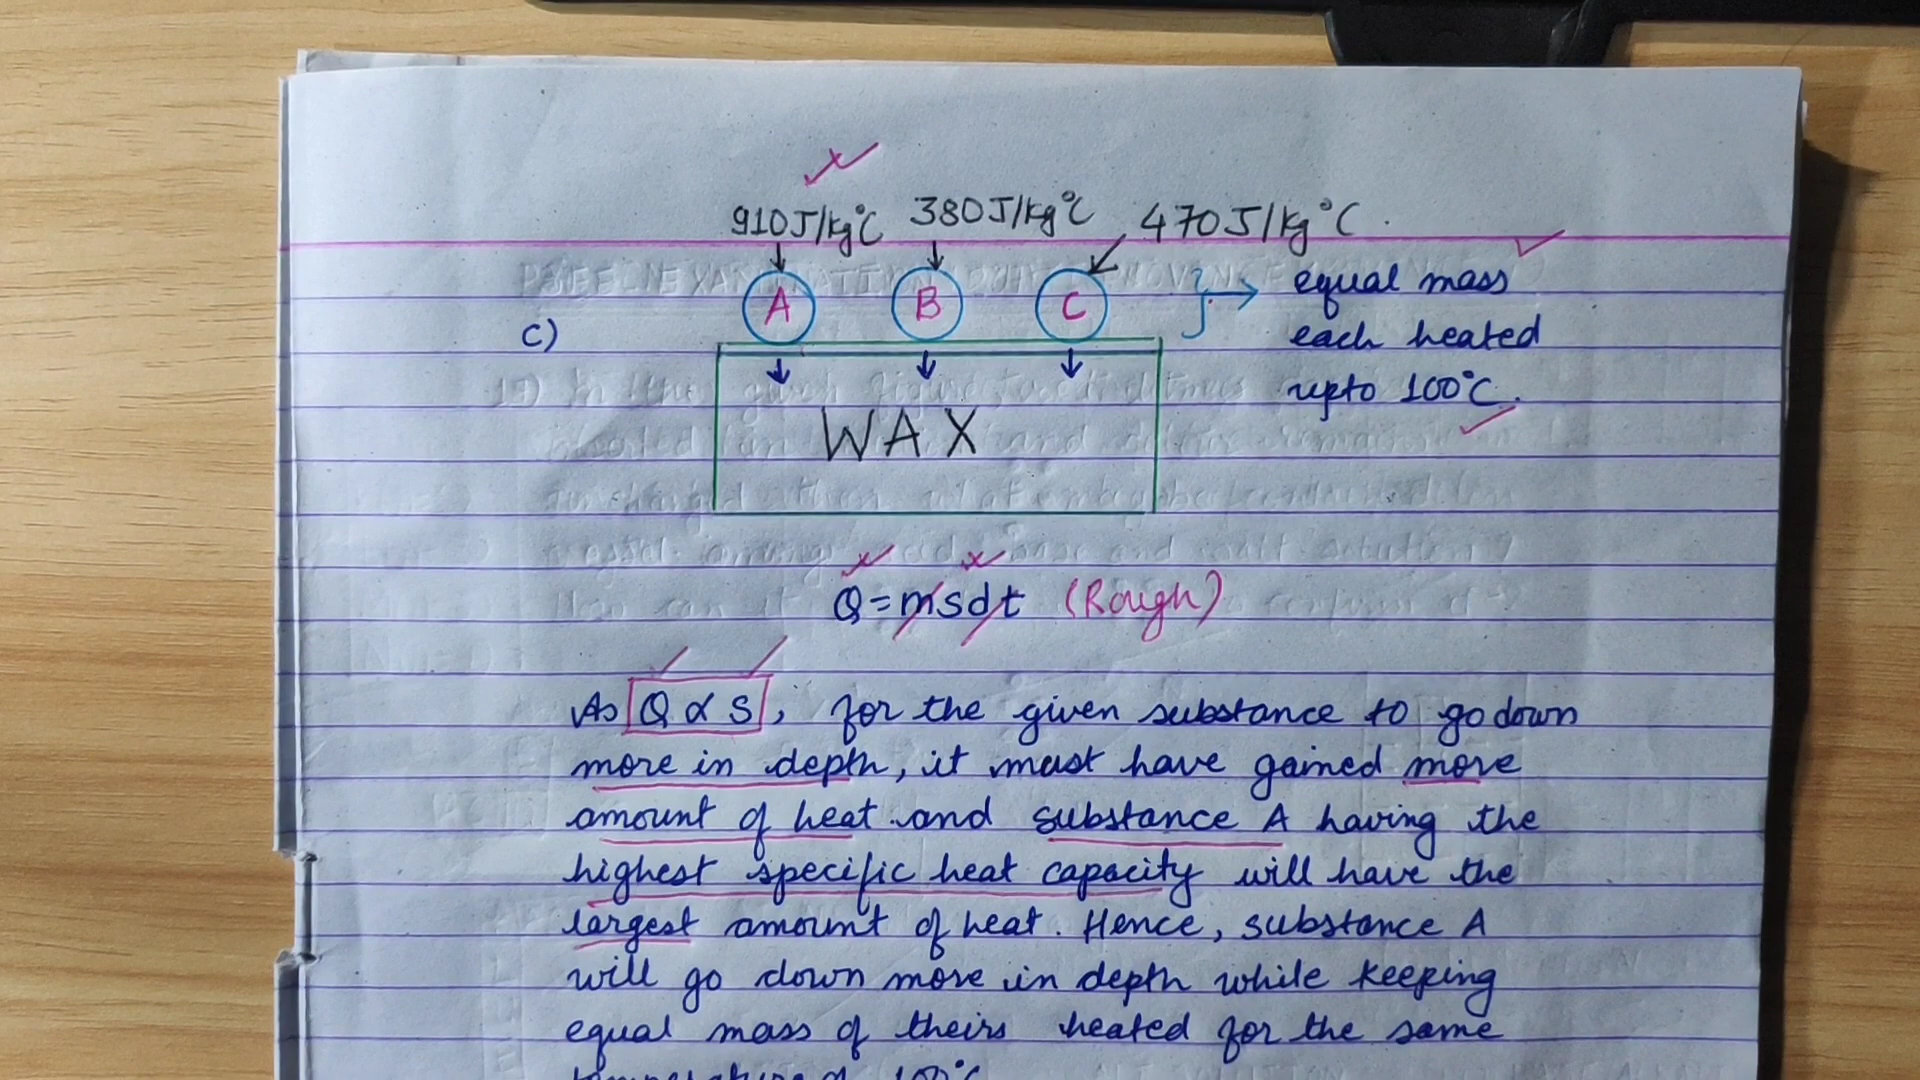 910J/kg°C 380J/kg°C 470J/kg°C.
A B C
equal mass
c)
each heated
upto 100°C.
WAX
Q=msdt (Rough)
As Q α S, for the given substance to go down
more in depth, it must have gained more
amount of heat and substance A having the
highest specific heat capacity will have the
largest amount of heat. Hence, substance A
will go down more in depth while keeping
equal mass of theirs heated for the same
temperature of 100°C